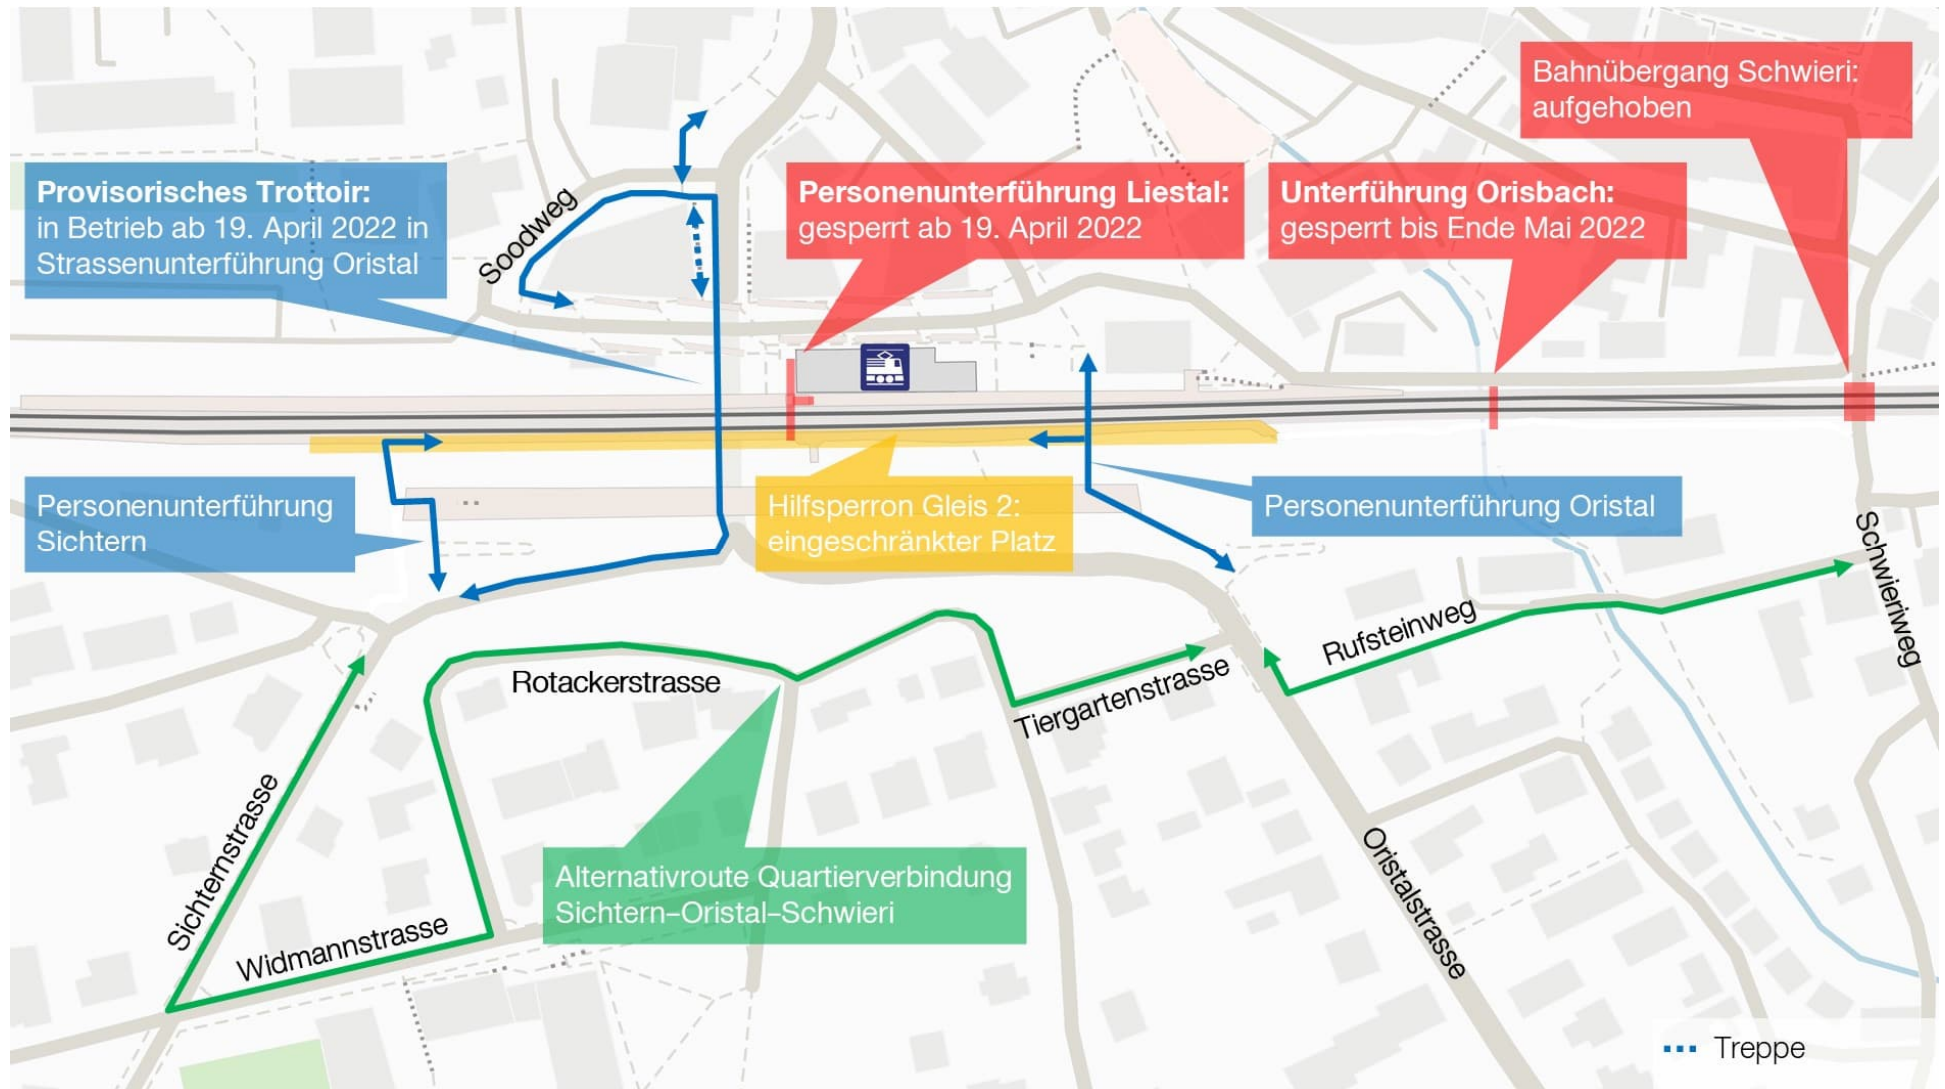 Bahnübergang Schwieri:
aufgehoben
Provisorisches Trottoir:
in Betrieb ab 19. April 2022 in
Strassenunterführung Oristal
Soodweg
Personenunterführung Liestal:
gesperrt ab 19. April 2022
Unterführung Orisbach:
gesperrt bis Ende Mai 2022
Personenunterführung
Sichtern
Hilfsperron Gleis 2:
eingeschränkter Platz
Personenunterführung Oristal
Schwieriweg
Rufsteinweg
Rotackerstrasse
Tiergartenstrasse
Sichternstrasse
Widmannstrasse
Alternativroute Quartierverbindung
Sichtern–Oristal–Schwieri
Oristalstrasse
Treppe